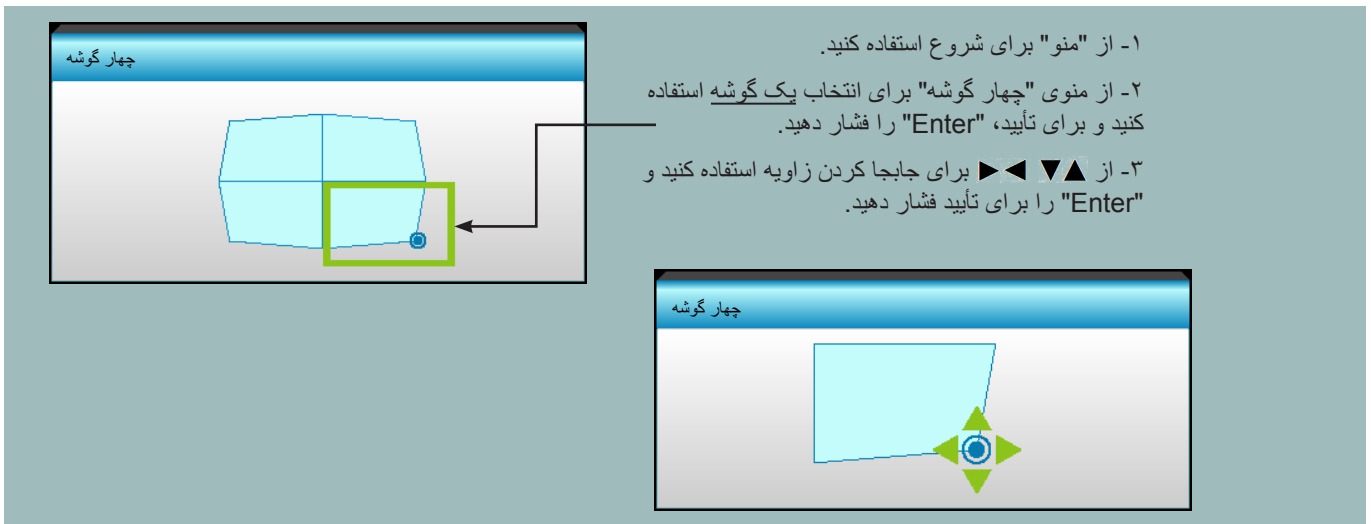 چهار گوشه
۱- از "منو" برای شروع استفاده کنید.
۲- از منوی "چهار گوشه" برای انتخاب یک گوشه استفاده
کنید و برای تأیید، "Enter" را فشار دهید.
۳- از ▲▼ ◄► برای جابجا کردن زاویه استفاده کنید و
"Enter" را برای تأیید فشار دهید.
چهار گوشه